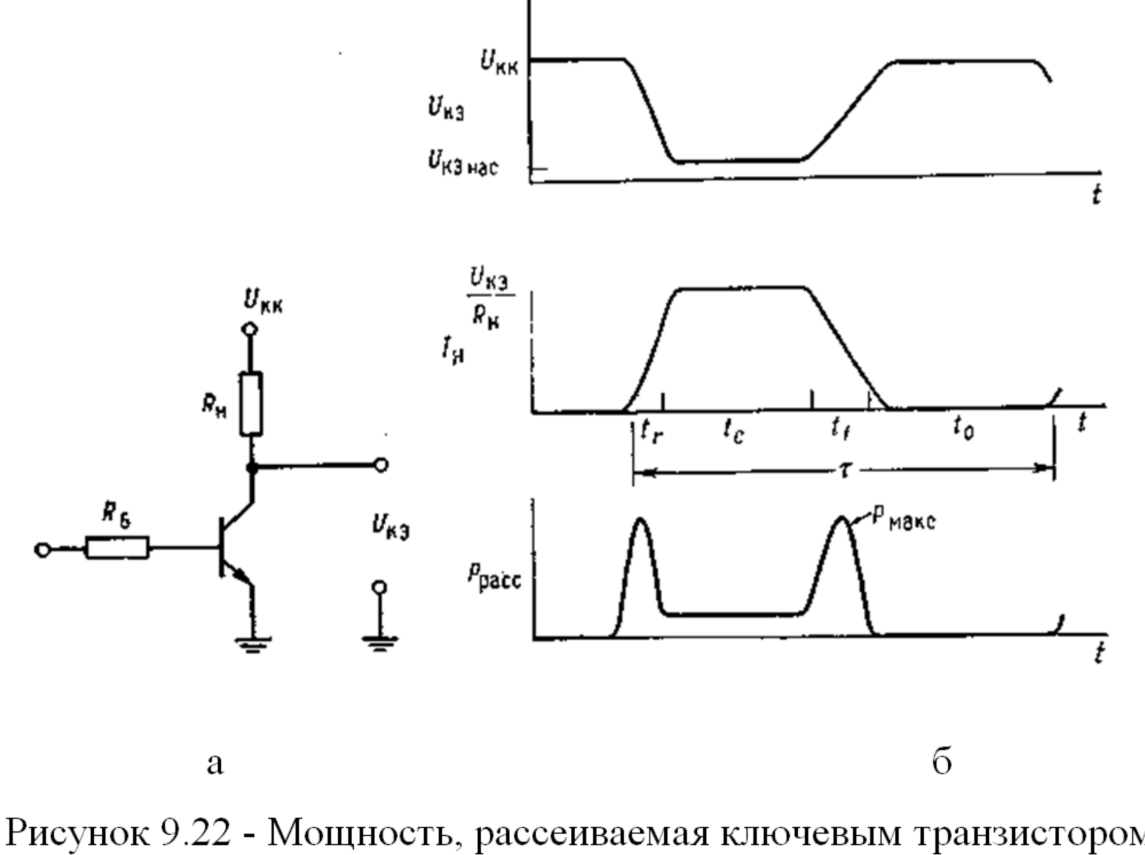 Uкк
Uкэ
Uкэ нас
t
Uкэ
Rн
Iн
tr
tc
tf
to
t
τ
Pмакс
Pрасс
t
Uкк
Rн
Rб
Uкэ
а
б
Рисунок 9.22 - Мощность, рассеиваемая ключевым транзистором